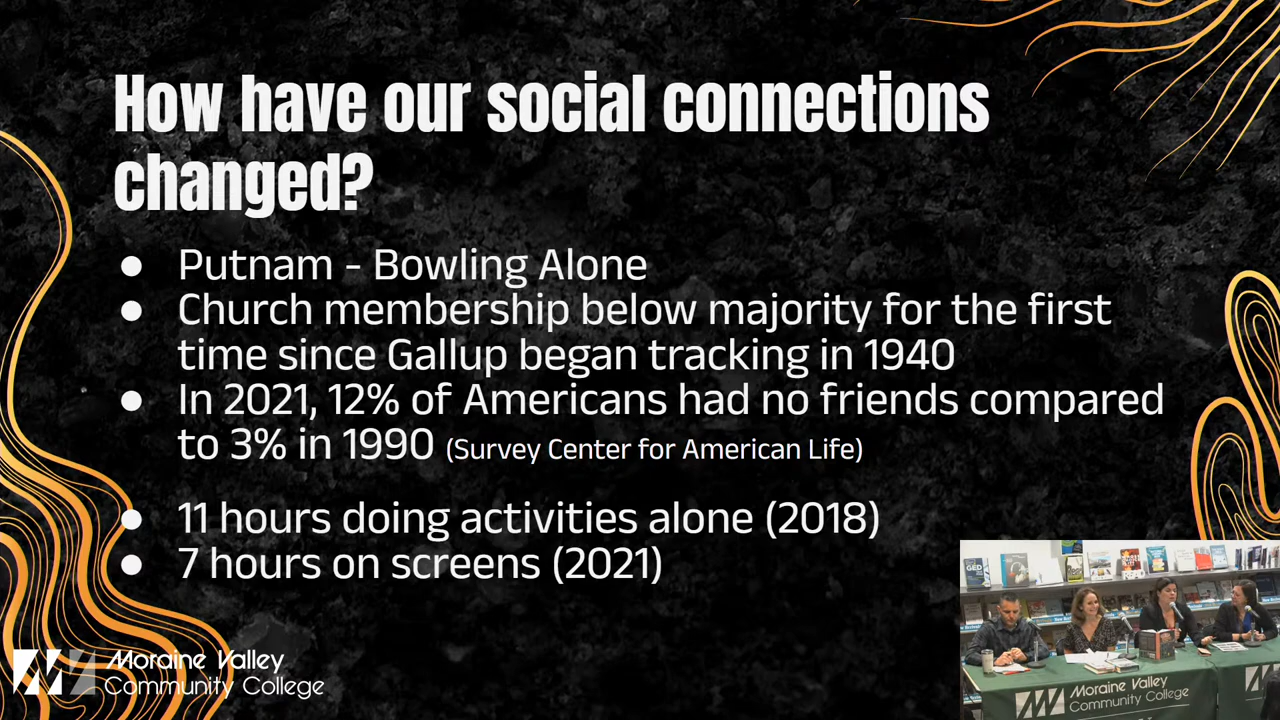 How have our social connections
changed?
● Putnam - Bowling Alone
● Church membership below majority for the first
time since Gallup began tracking in 1940
● In 2021, 12% of Americans had no friends compared
to 3% in 1990 (Survey Center for American Life)
● 11 hours doing activities alone (2018)
● 7 hours on screens (2021)
Moraine Valley
Community College
GED
READ
Moraine Valley
Community College